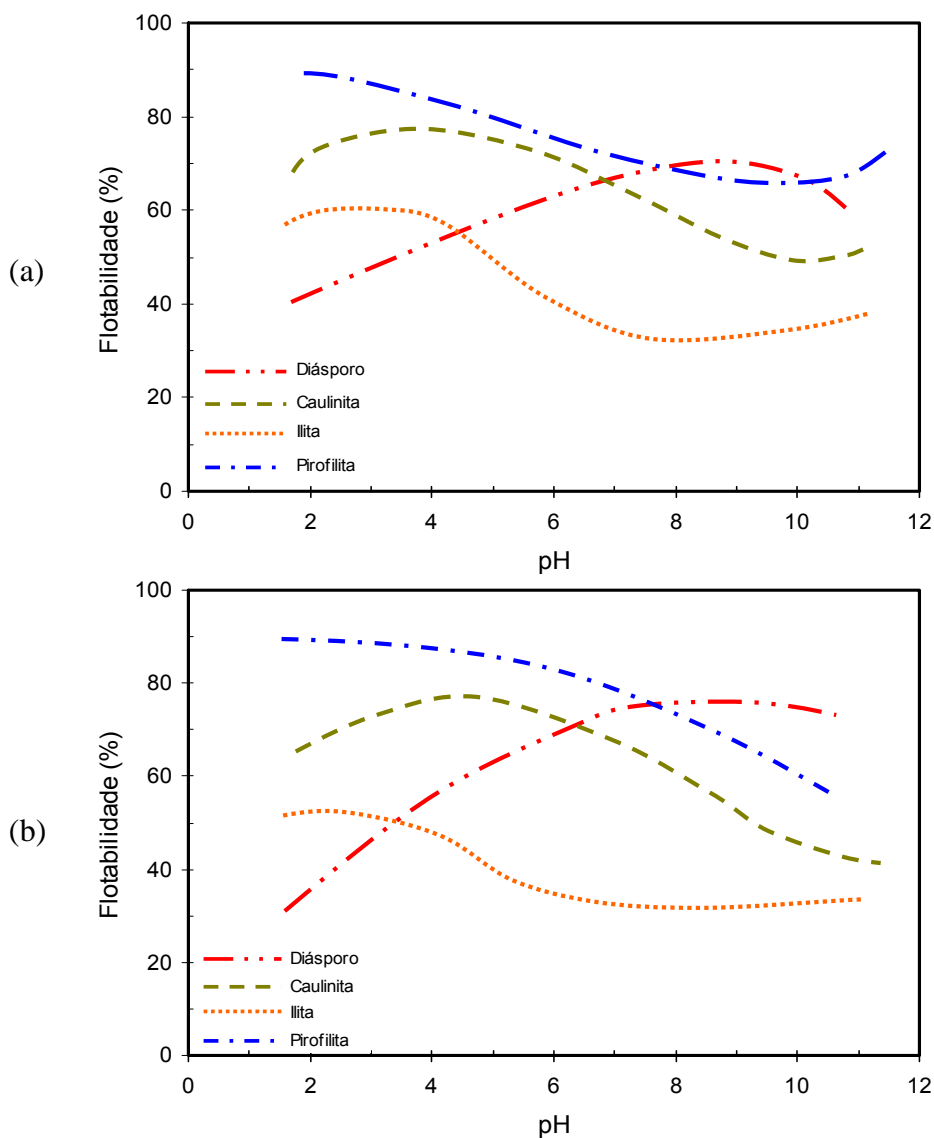 (a)
Flotabilidade (%)
100
80
60
40
20
0
Diásporo
Caulinita
Ilita
Pirofilita
0 2 4 6 8 10 12
pH
(b)
Flotabilidade (%)
100
80
60
40
20
0
Diásporo
Caulinita
Ilita
Pirofilita
0 2 4 6 8 10 12
pH